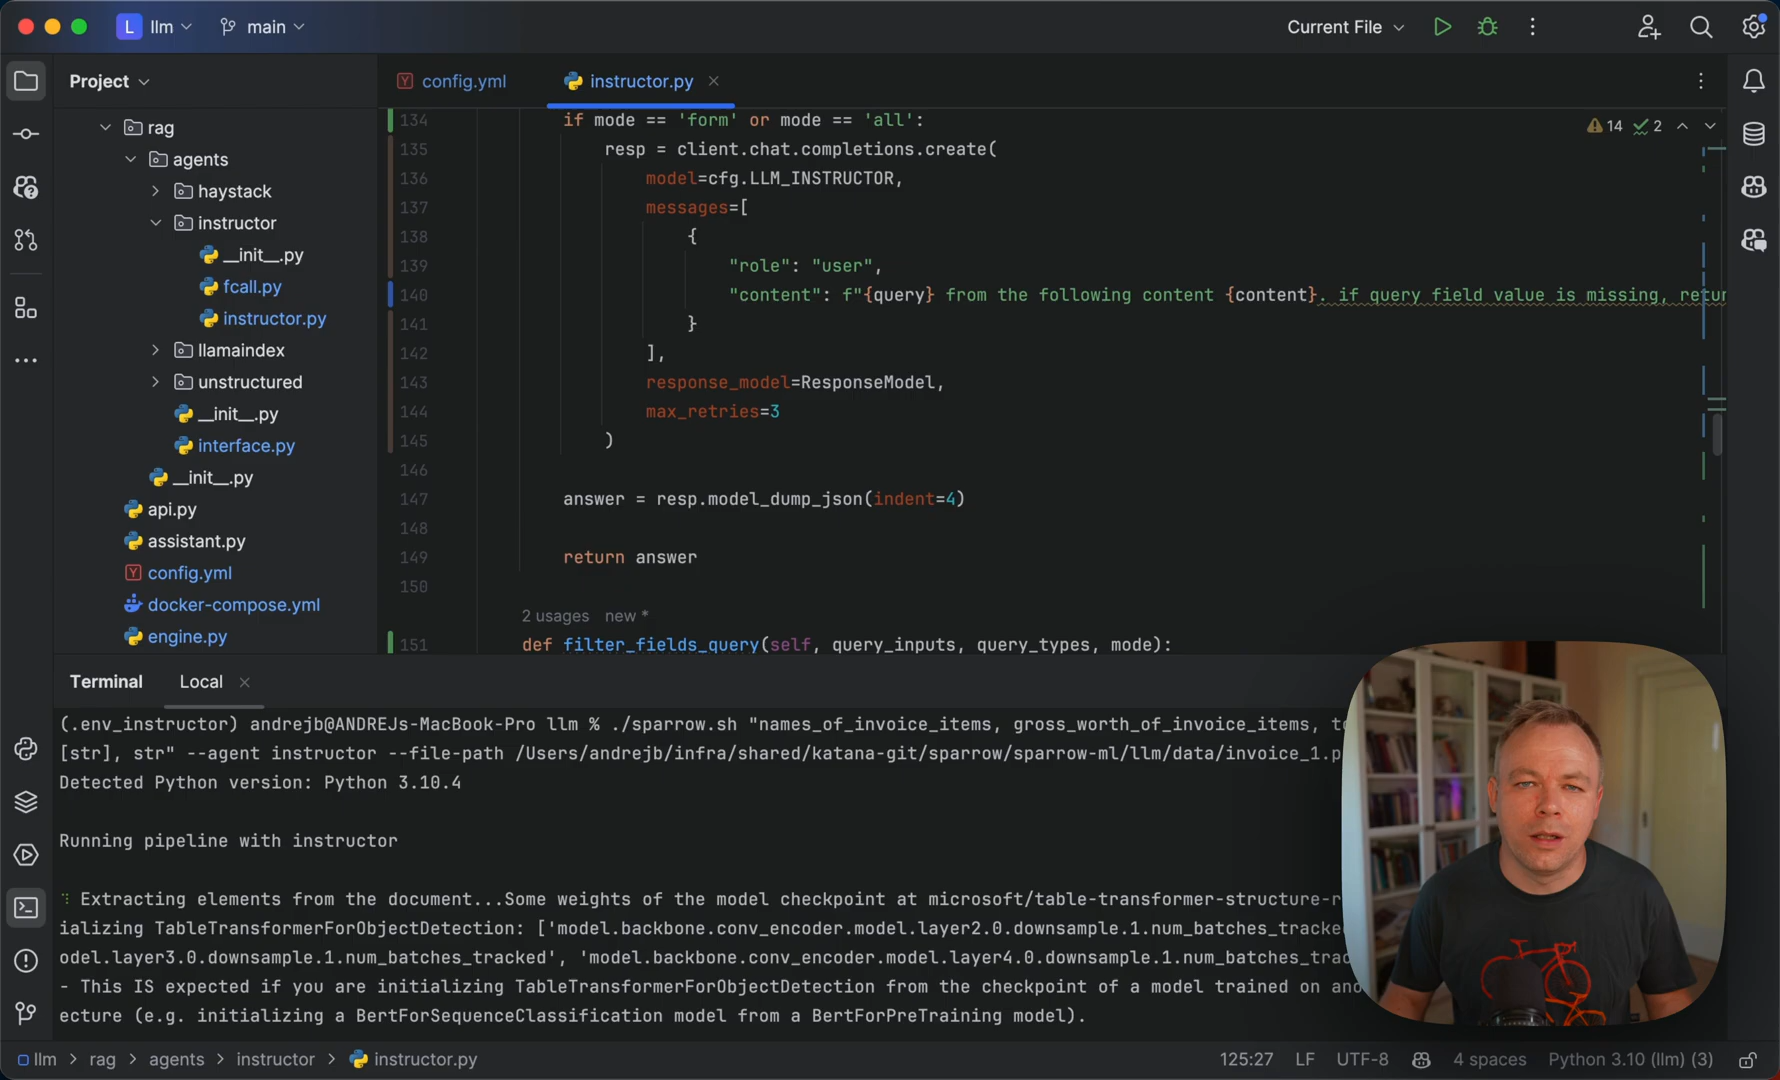 L llm main Current File
Project config.yml instructor.py
rag
agents
haystack
instructor
__init__.py
fcall.py
instructor.py
llamaindex
unstructured
__init__.py
interface.py
__init__.py
api.py
assistant.py
config.yml
docker-compose.yml
engine.py
14 2
134 if mode == 'form' or mode == 'all':
135 resp = client.chat.completions.create(
136 model=cfg.LLM_INSTRUCTOR,
137 messages=[
138 {
139 "role": "user",
140 "content": f"{query} from the following content {content}. if query field value is missing, retur
141 }
142 ],
143 response_model=ResponseModel,
144 max_retries=3
145 )
146
147 answer = resp.model_dump_json(indent=4)
148
149 return answer
150
2 usages new *
151 def filter_fields_query(self, query_inputs, query_types, mode):
Terminal Local
(.env_instructor) andrejb@ANDREJs-MacBook-Pro llm % ./sparrow.sh "names_of_invoice_items, gross_worth_of_invoice_items, to
[str], str" --agent instructor --file-path /Users/andrejb/infra/shared/katana-git/sparrow/sparrow-ml/llm/data/invoice_1.p
Detected Python version: Python 3.10.4
Running pipeline with instructor
Extracting elements from the document...Some weights of the model checkpoint at microsoft/table-transformer-structure-r
ializing TableTransformerForObjectDetection: ['model.backbone.conv_encoder.model.layer2.0.downsample.1.num_batches_tracke
odel.layer3.0.downsample.1.num_batches_tracked', 'model.backbone.conv_encoder.model.layer4.0.downsample.1.num_batches_trac
- This IS expected if you are initializing TableTransformerForObjectDetection from the checkpoint of a model trained on ano
ecture (e.g. initializing a BertForSequenceClassification model from a BertForPreTraining model).
llm > rag > agents > instructor > instructor.py 125:27 LF UTF-8 4 spaces Python 3.10 (llm) (3)